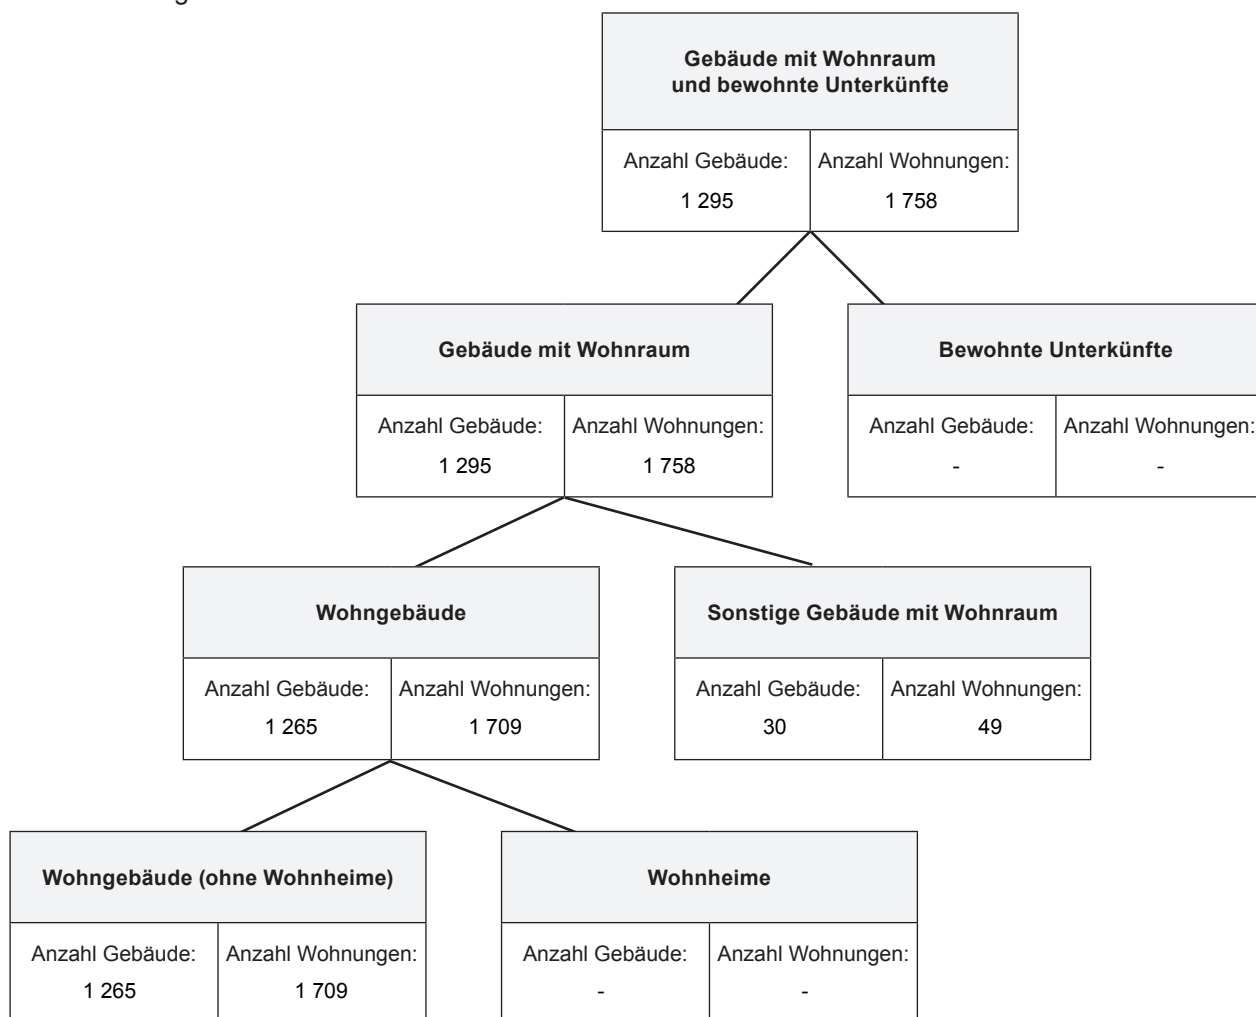 Gebäude mit Wohnraum
und bewohnte Unterkünfte
Anzahl Gebäude: Anzahl Wohnungen:
1 295 1 758
Gebäude mit Wohnraum Bewohnte Unterkünfte
Anzahl Gebäude: Anzahl Wohnungen: Anzahl Gebäude: Anzahl Wohnungen:
1 295 1 758 - -
Wohngebäude Sonstige Gebäude mit Wohnraum
Anzahl Gebäude: Anzahl Wohnungen: Anzahl Gebäude: Anzahl Wohnungen:
1 265 1 709 30 49
Wohngebäude (ohne Wohnheime) Wohnheime
Anzahl Gebäude: Anzahl Wohnungen: Anzahl Gebäude: Anzahl Wohnungen:
1 265 1 709 - -